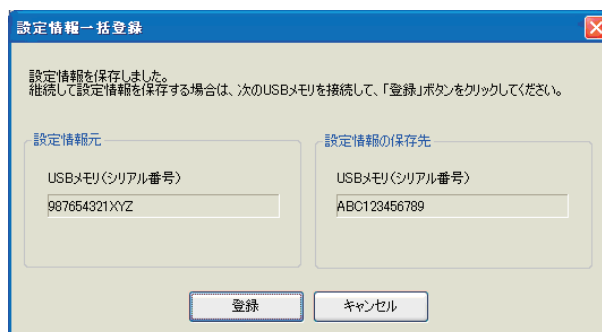 設定情報一括登録
設定情報を保存しました。
継続して設定情報を保存する場合は、次のUSBメモリを接続して、「登録」ボタンをクリックしてください。
設定情報元
設定情報の保存先
USBメモリ(シリアル番号)
USBメモリ(シリアル番号)
987654321XYZ
ABC123456789
登録
キャンセル